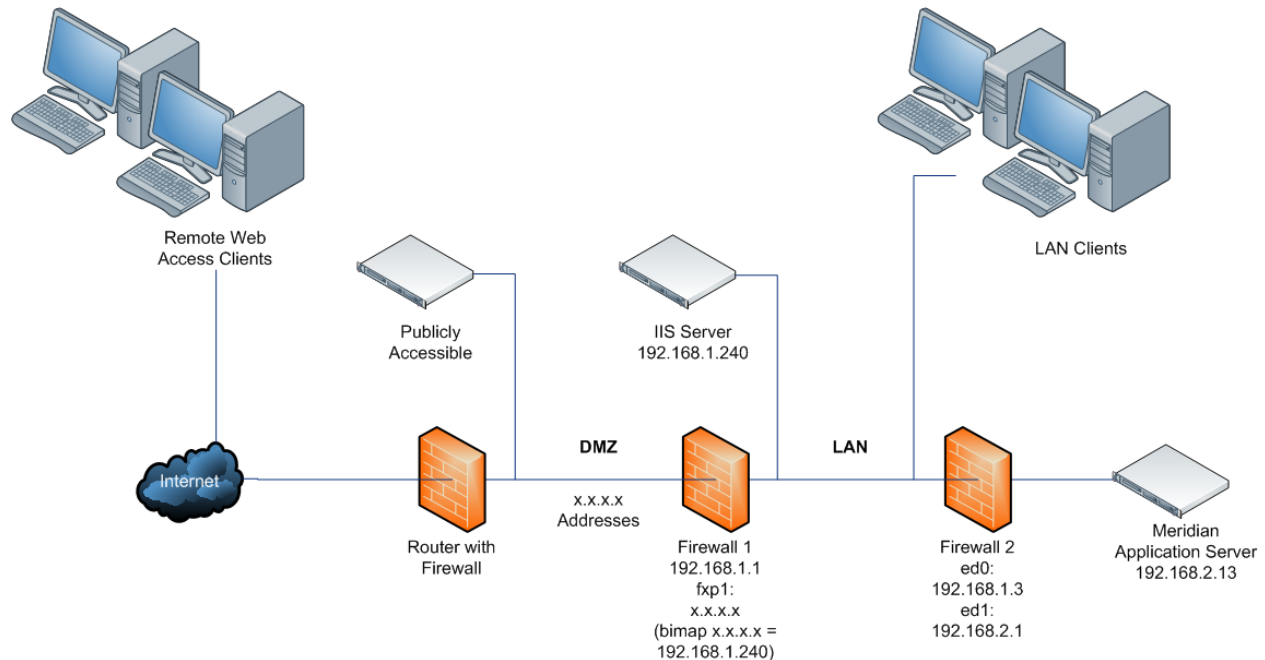 Remote Web
Access Clients
LAN Clients
Publicly
Accessible
IIS Server
192.168.1.240
DMZ
LAN
Internet
x.x.x.x
Addresses
Router with
Firewall
Firewall 1
192.168.1.1
fxp1:
x.x.x.x
(bimap x.x.x.x =
192.168.1.240)
Firewall 2
ed0:
192.168.1.3
ed1:
192.168.2.1
Meridian
Application Server
192.168.2.13